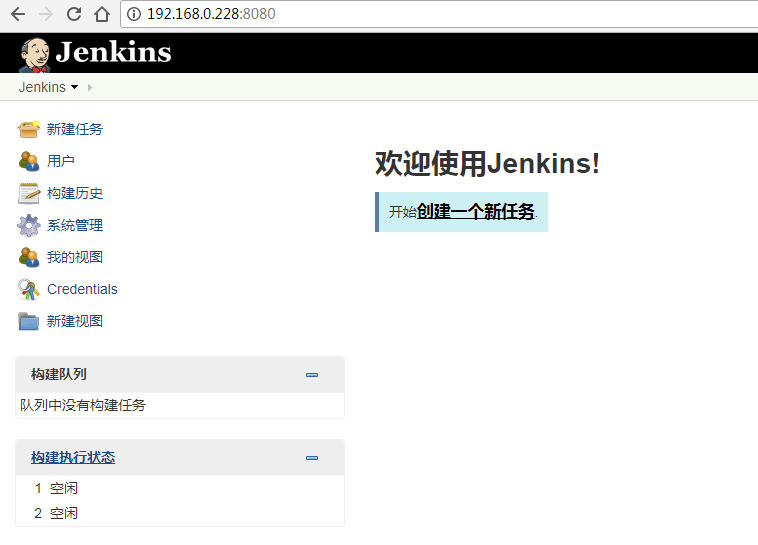 192.168.0.228:8080
Jenkins
Jenkins
新建任务
用户
构建历史
系统管理
我的视图
Credentials
新建视图
构建队列
队列中没有构建任务
构建执行状态
1 空闲
2 空闲
欢迎使用Jenkins!
开始创建一个新任务.